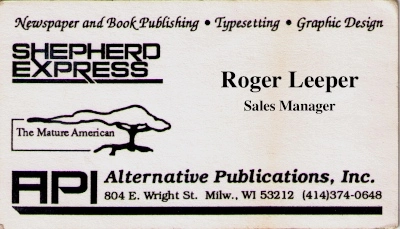 Newspaper and Book Publishing • Typesetting • Graphic Design
SHEPHERD
EXPRESS
Roger Leeper
Sales Manager
The Mature American
API Alternative Publications, Inc.
804 E. Wright St. Milw., WI 53212 (414)374-0648